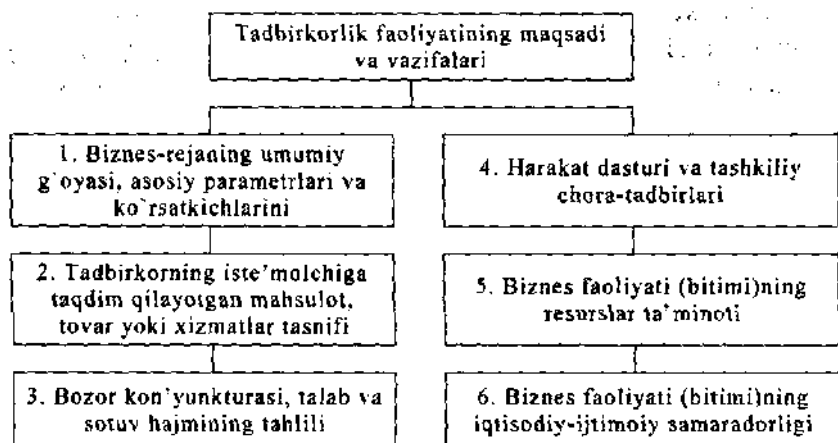 Tadbirkorlik faoliyatining maqsadi
va vazifalari
1. Biznes-rejaning umumiy
g`oyasi, asosiy parametrlari va
ko`rsatkichlarini
2. Tadbirkorning iste’molchiga
taqdim qilayotgan mahsulot,
tovar yoki xizmatlar tasnifi
3. Bozor kon’yunkturasi, talab va
sotuv hajmining tahlili
4. Harakat dasturi va tashkiliy
chora-tadbirlari
5. Biznes faoliyati (bitimi)ning
resurslar ta’minoti
6. Biznes faoliyati (bitimi)ning
iqtisodiy-ijtimoiy samaradorligi